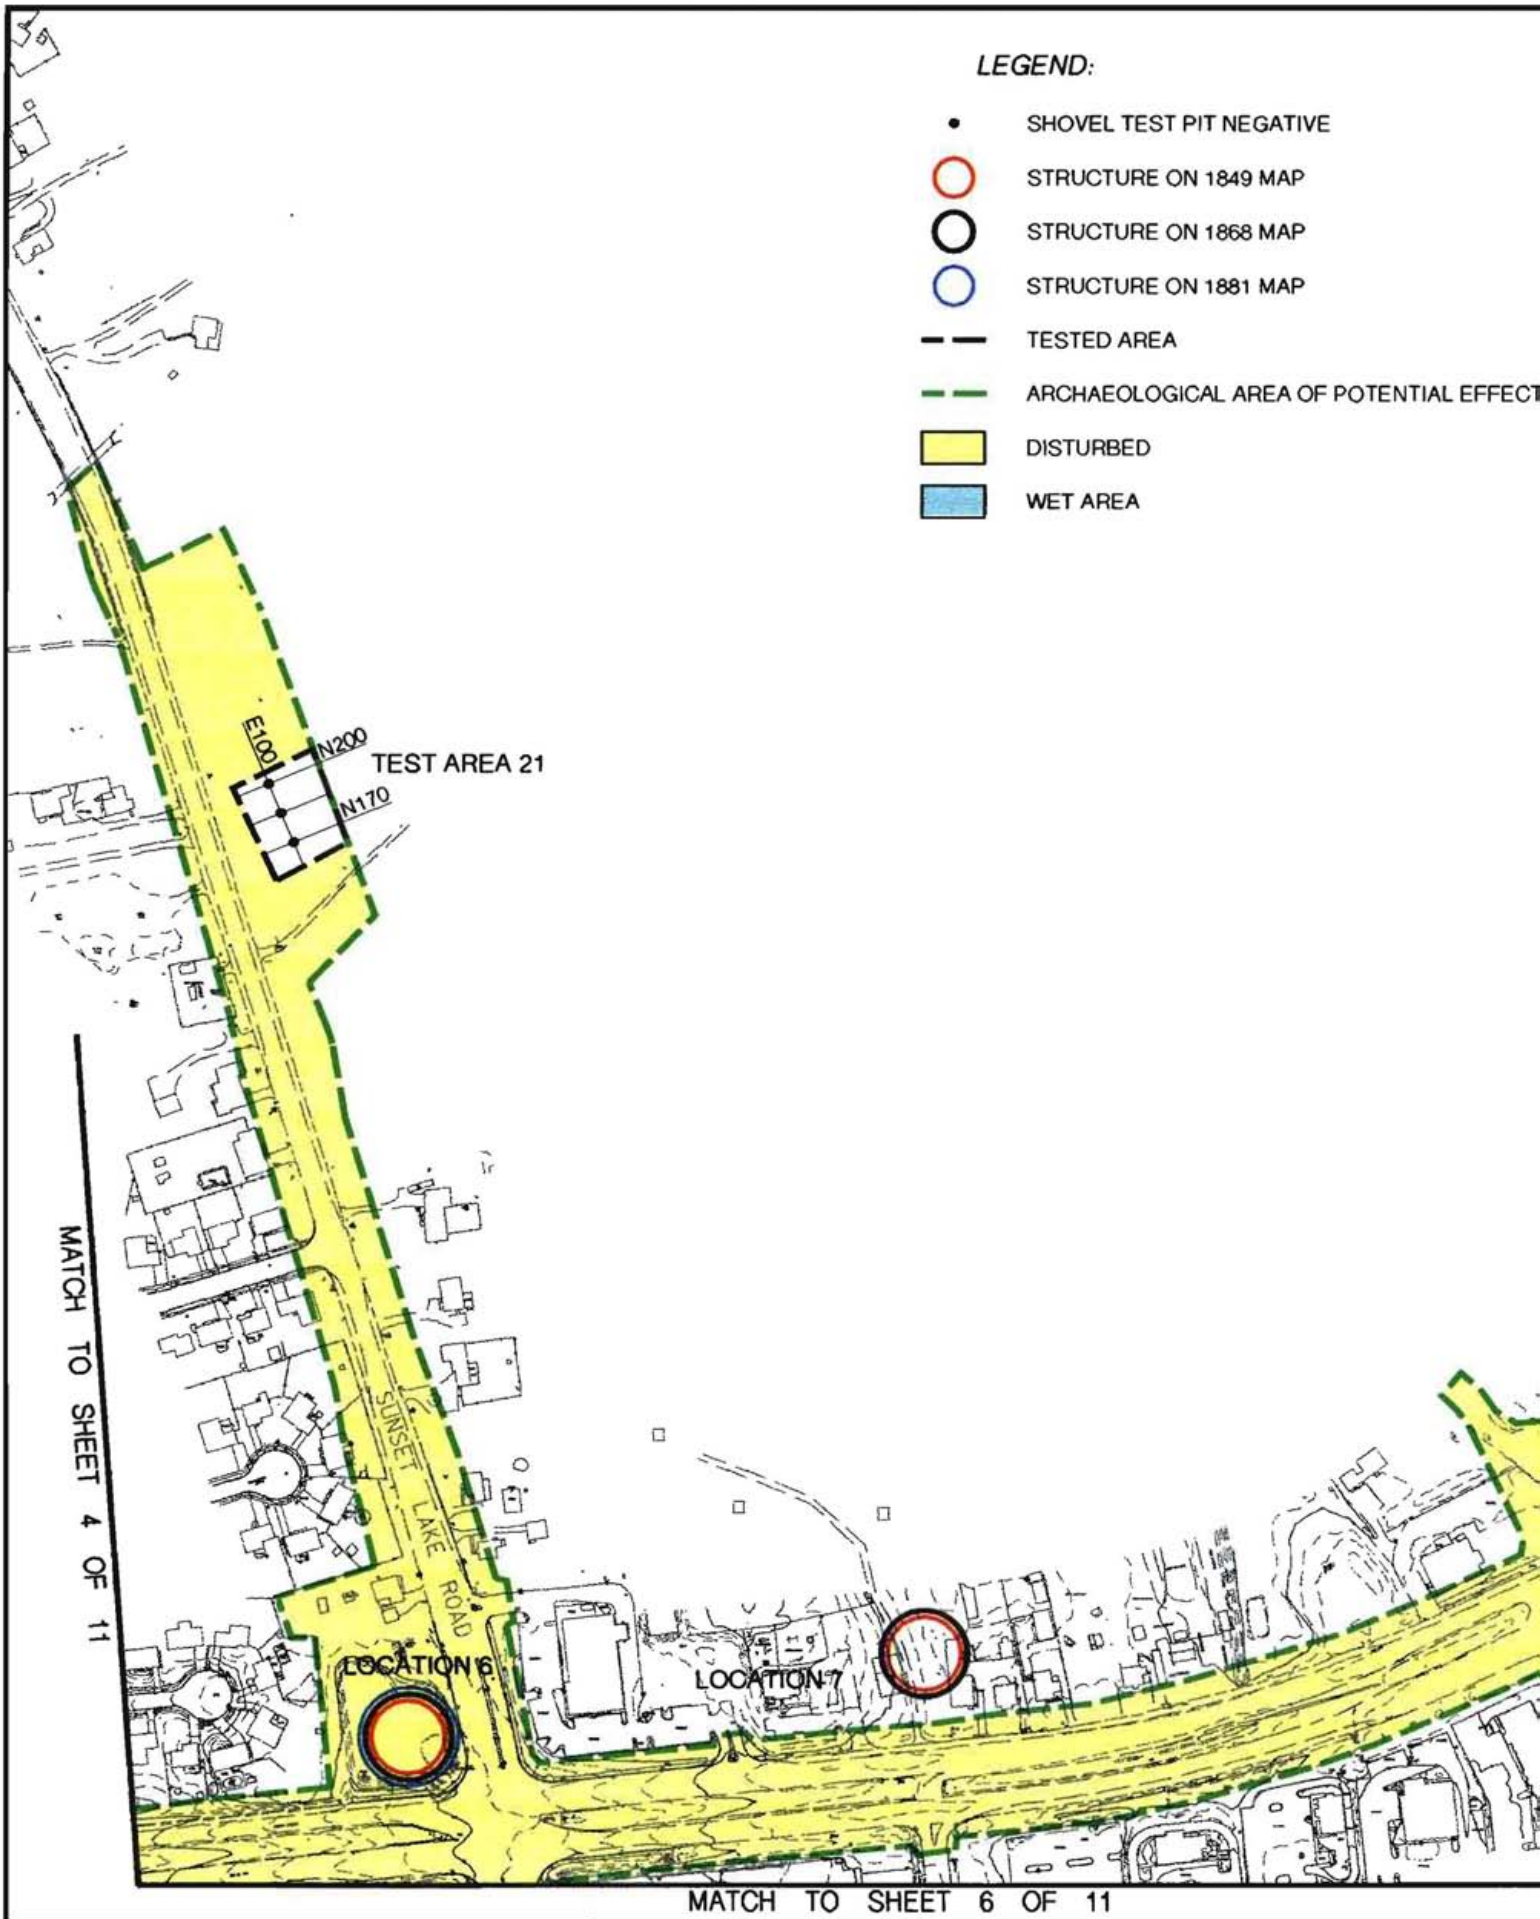 LEGEND:
SHOVEL TEST PIT NEGATIVE
STRUCTURE ON 1849 MAP
STRUCTURE ON 1868 MAP
STRUCTURE ON 1881 MAP
TESTED AREA
ARCHAEOLOGICAL AREA OF POTENTIAL EFFECT
DISTURBED
WET AREA
E100
N200
TEST AREA 21
N170
MATCH TO SHEET 4 OF 11
SUNSET LAKE ROAD
LOCATION 6
LOCATION 7
MATCH TO SHEET 6 OF 11